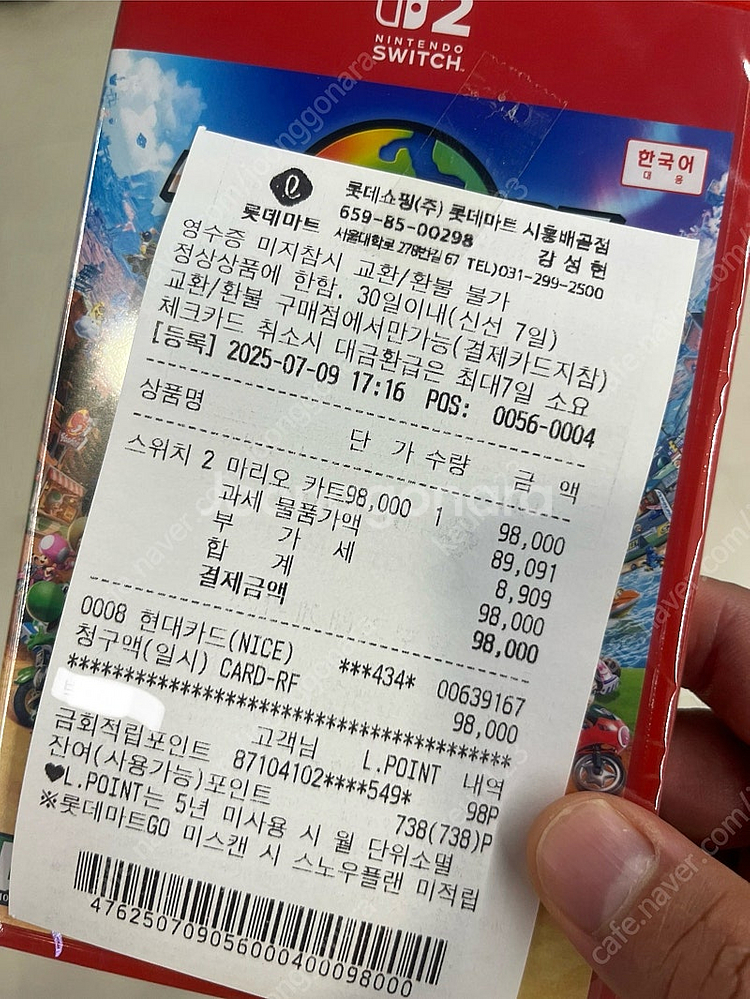 2
NINTENDO
SWITCH
한국어
대응
롯데마트
롯데쇼핑(주) 롯데마트 시흥배곧점
659-85-00298 강성현
서울대학로 278번길 67 TEL)031-299-2500
영수증 미지참시 교환/환불 불가
정상상품에 한함. 30일이내(신선 7일)
교환/환불 구매점에서만가능(결제카드지참)
체크카드 취소시 대금환급은 최대7일 소요
[등록] 2025-07-09 17:16 POS: 0056-0004
상품명 단 가 수량 금 액
스위치 2 마리오 카트98,000 1 98,000
과세 물품가액 89,091
부 가 세 8,909
합 계 98,000
결제금액 98,000
0008 현대카드(NICE) ***434* 00639167
청구액(일시) CARD-RF 98,000
****************************************
고객님 L.POINT 내역
금회적립포인트 87104102****549* 98P
잔여(사용가능)포인트 738(738)P
♥L.POINT는 5년 미사용 시 월 단위소멸
※롯데마트GO 미스캔 시 스노우플랜 미적립
476250709056000400098000
Joonggonara
cafe.naver.com